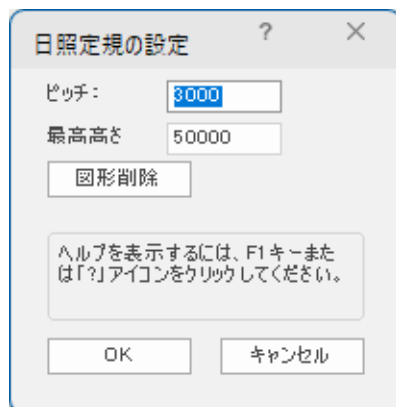 日照定規の設定 ? ×
ピッチ： 3000
最高高さ 50000
図形削除
ヘルプを表示するには、F1キーまた
は「?」アイコンをクリックしてください。
OK キャンセル